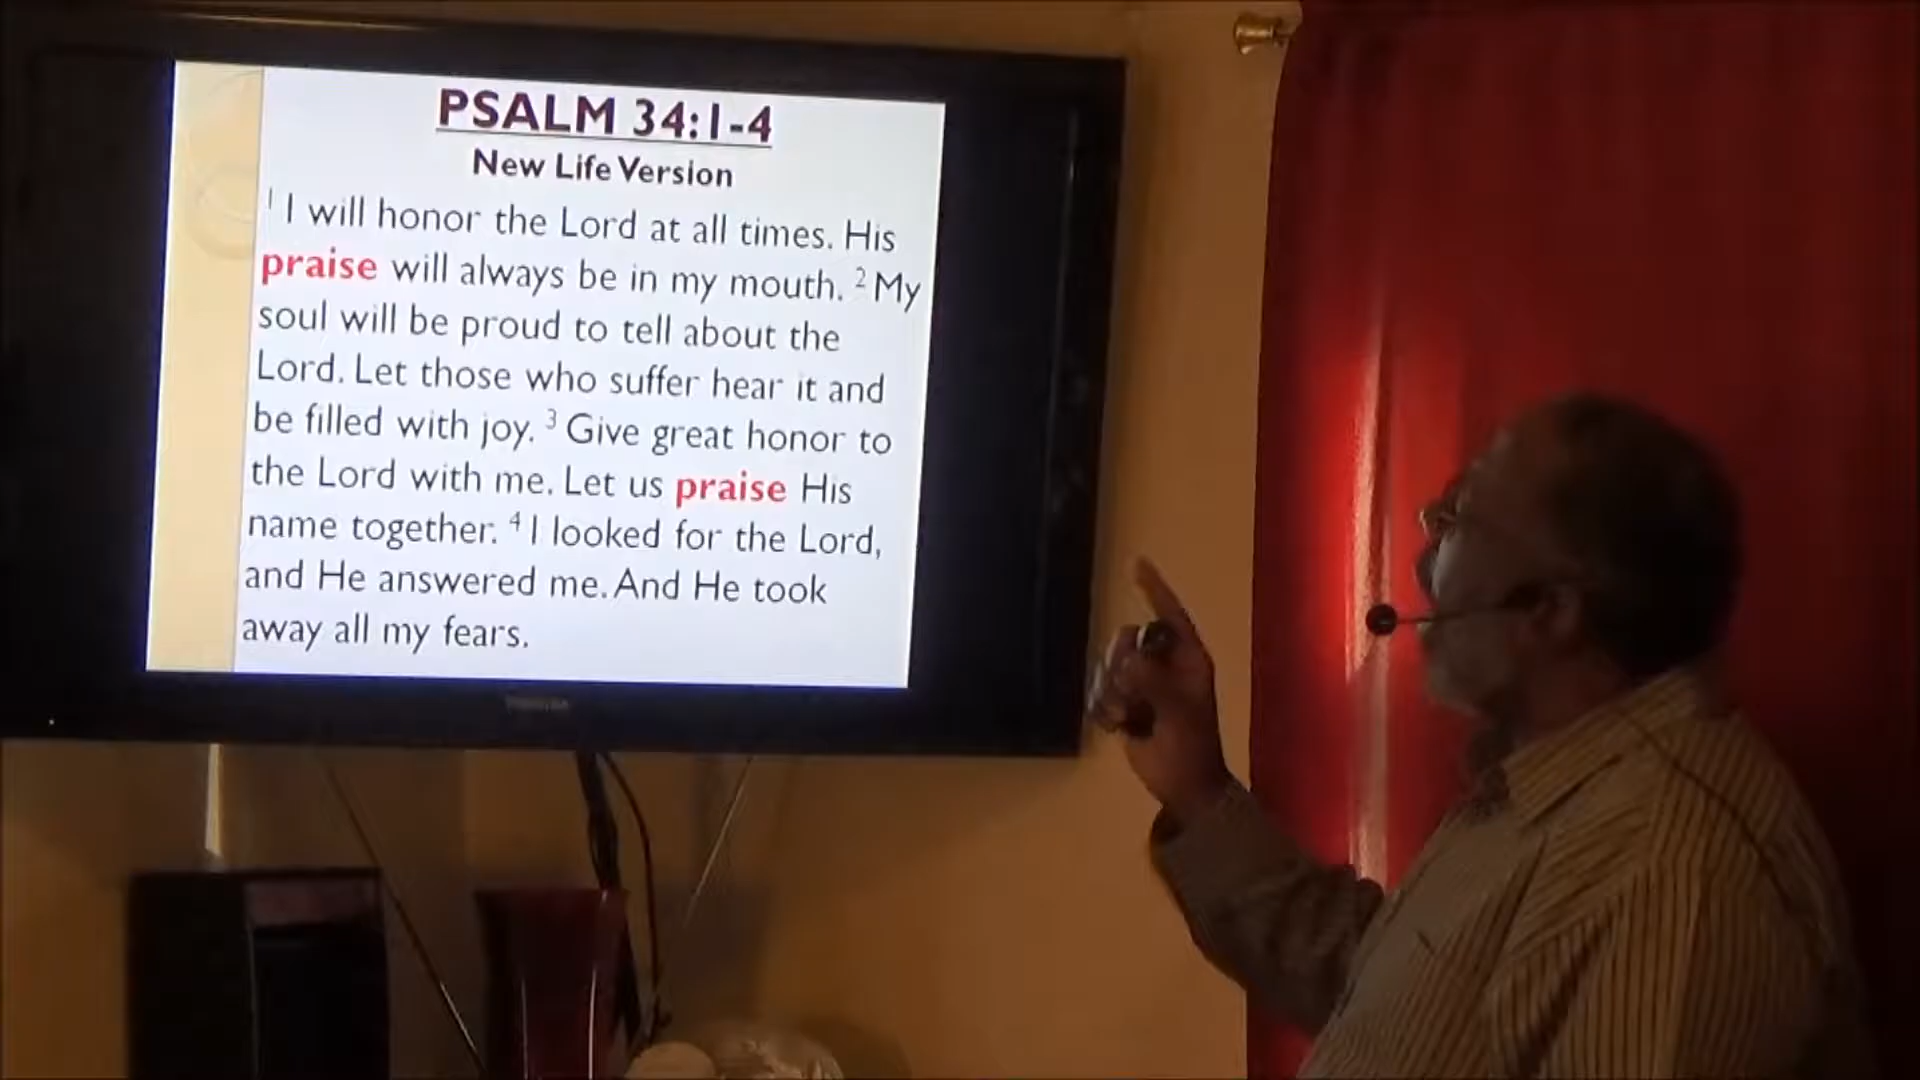 PSALM 34:1-4
New Life Version
1 I will honor the Lord at all times. His
praise will always be in my mouth. 2 My
soul will be proud to tell about the
Lord. Let those who suffer hear it and
be filled with joy. 3 Give great honor to
the Lord with me. Let us praise His
name together. 4 I looked for the Lord,
and He answered me. And He took
away all my fears.